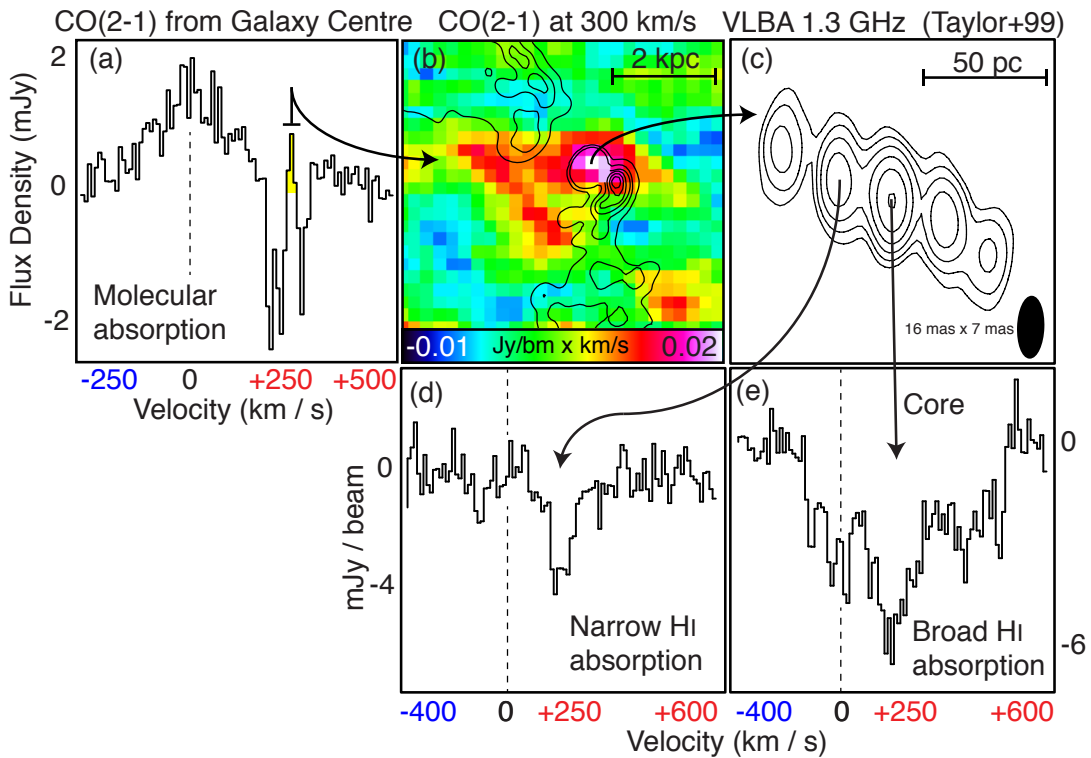 CO(2-1) from Galaxy Centre
CO(2-1) at 300 km/s
VLBA 1.3 GHz (Taylor+99)
(a)
2
0
-2
Flux Density (mJy)
Molecular
absorption
-250 0 +250 +500
Velocity (km / s)
(b)
2 kpc
-0.01 Jy/bm x km/s 0.02
(c)
50 pc
16 mas x 7 mas
(d)
0
-4
mJy / beam
Narrow HI
absorption
-400 0 +250 +600
(e)
Core
0
-6
Broad HI
absorption
-400 0 +250 +600
Velocity (km / s)